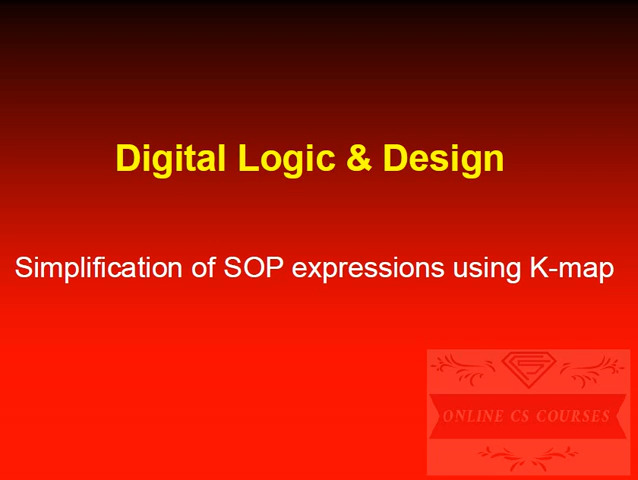 Digital Logic & Design
Simplification of SOP expressions using K-map
ONLINE CS COURSES